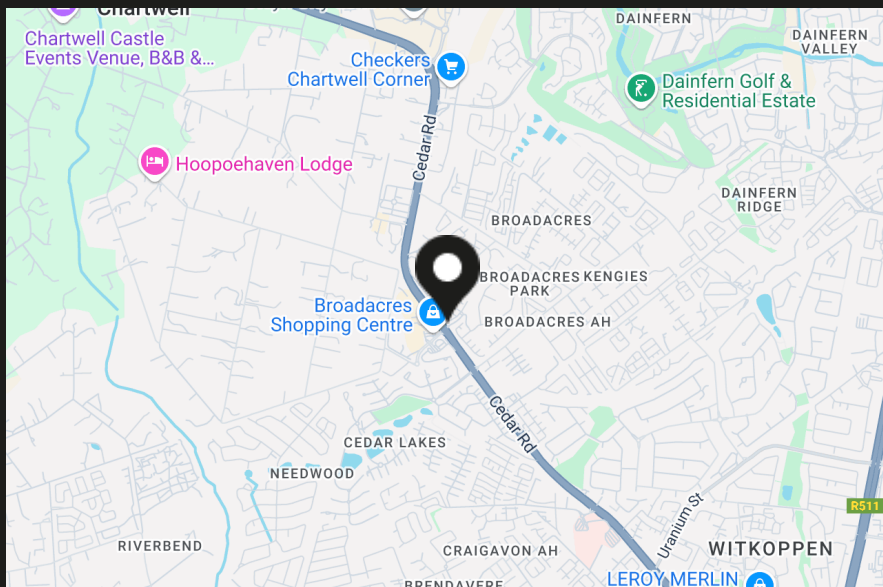 Chartwell
DAINFERN
Chartwell Castle
Events Venue, B&B &...
DAINFERN
VALLEY
Checkers
Chartwell Corner
Dainfern Golf &
Residential Estate
Cedar Rd
Hoopoehaven Lodge
DAINFERN
RIDGE
BROADACRES
BROADACRES
PARK
KENGIES
Broadacres
Shopping Centre
BROADACRES AH
Cedar Rd
CEDAR LAKES
NEEDWOOD
R511
Uranium St
RIVERBEND
CRAIGAVON AH
WITKOPPEN
LEROY MERLIN